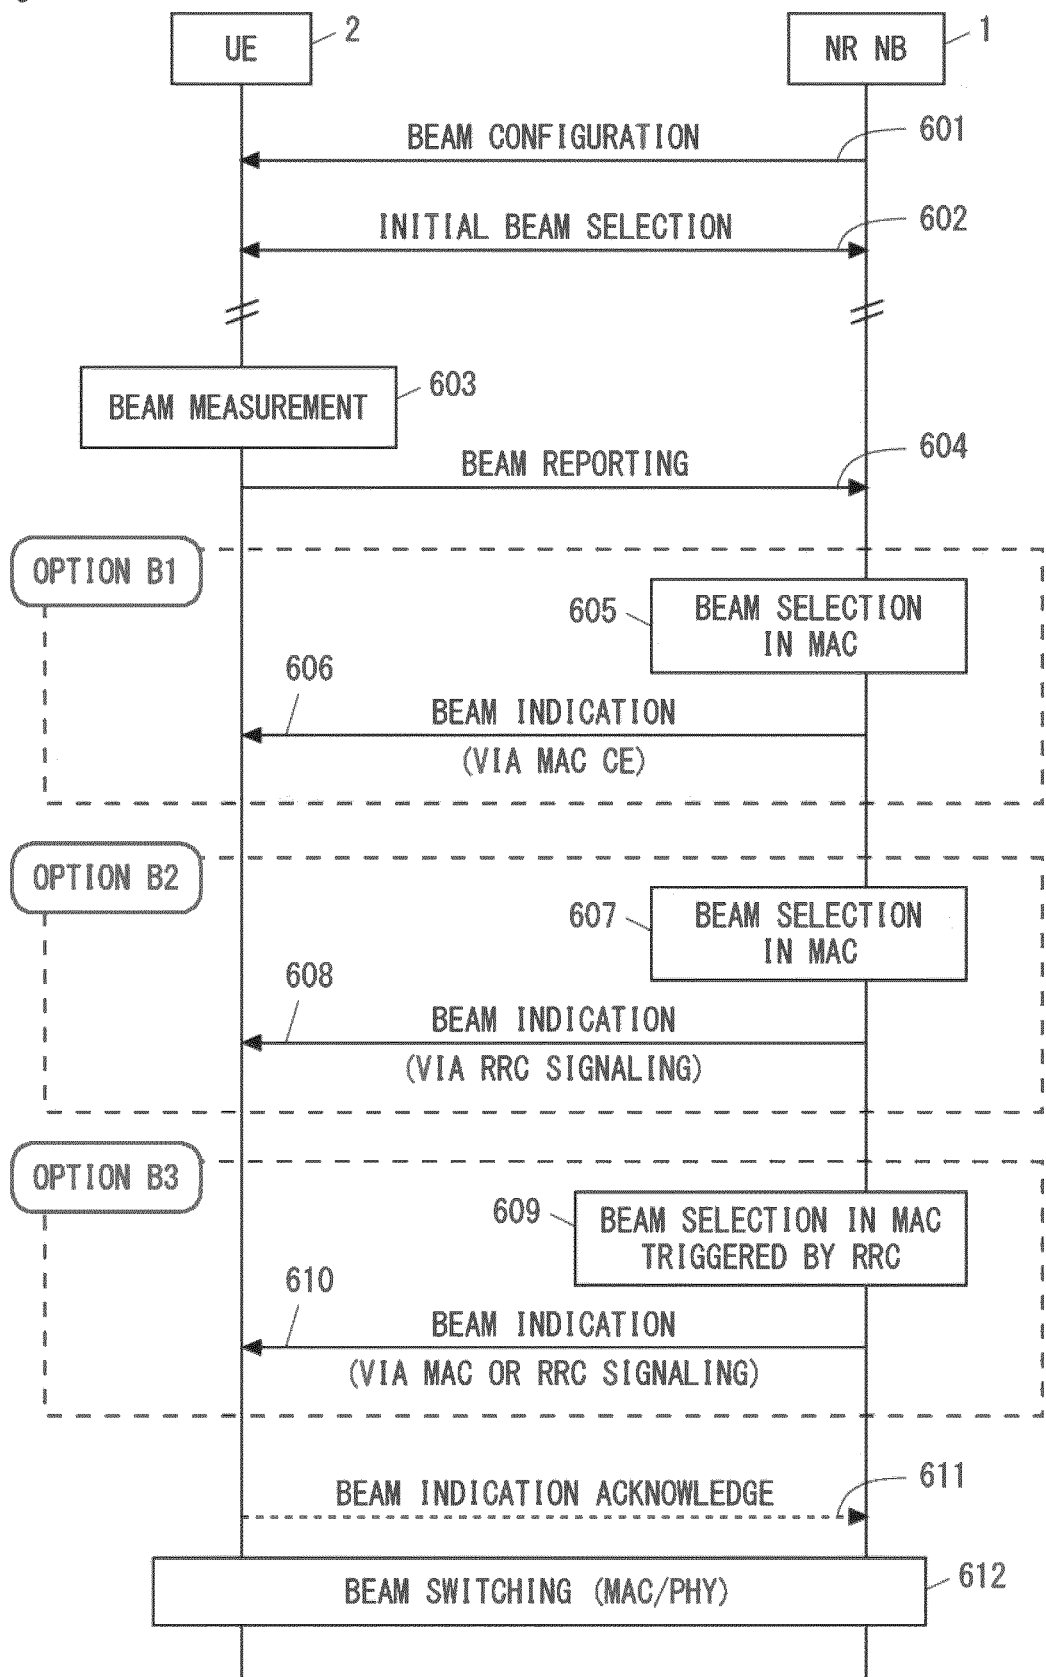 UE
2
NR NB
1
BEAM CONFIGURATION
601
INITIAL BEAM SELECTION
602
BEAM MEASUREMENT
603
BEAM REPORTING
604
OPTION B1
605
BEAM SELECTION
IN MAC
606
BEAM INDICATION
(VIA MAC CE)
OPTION B2
607
BEAM SELECTION
IN MAC
608
BEAM INDICATION
(VIA RRC SIGNALING)
OPTION B3
609
BEAM SELECTION IN MAC
TRIGGERED BY RRC
610
BEAM INDICATION
(VIA MAC OR RRC SIGNALING)
BEAM INDICATION ACKNOWLEDGE
611
BEAM SWITCHING (MAC/PHY)
612